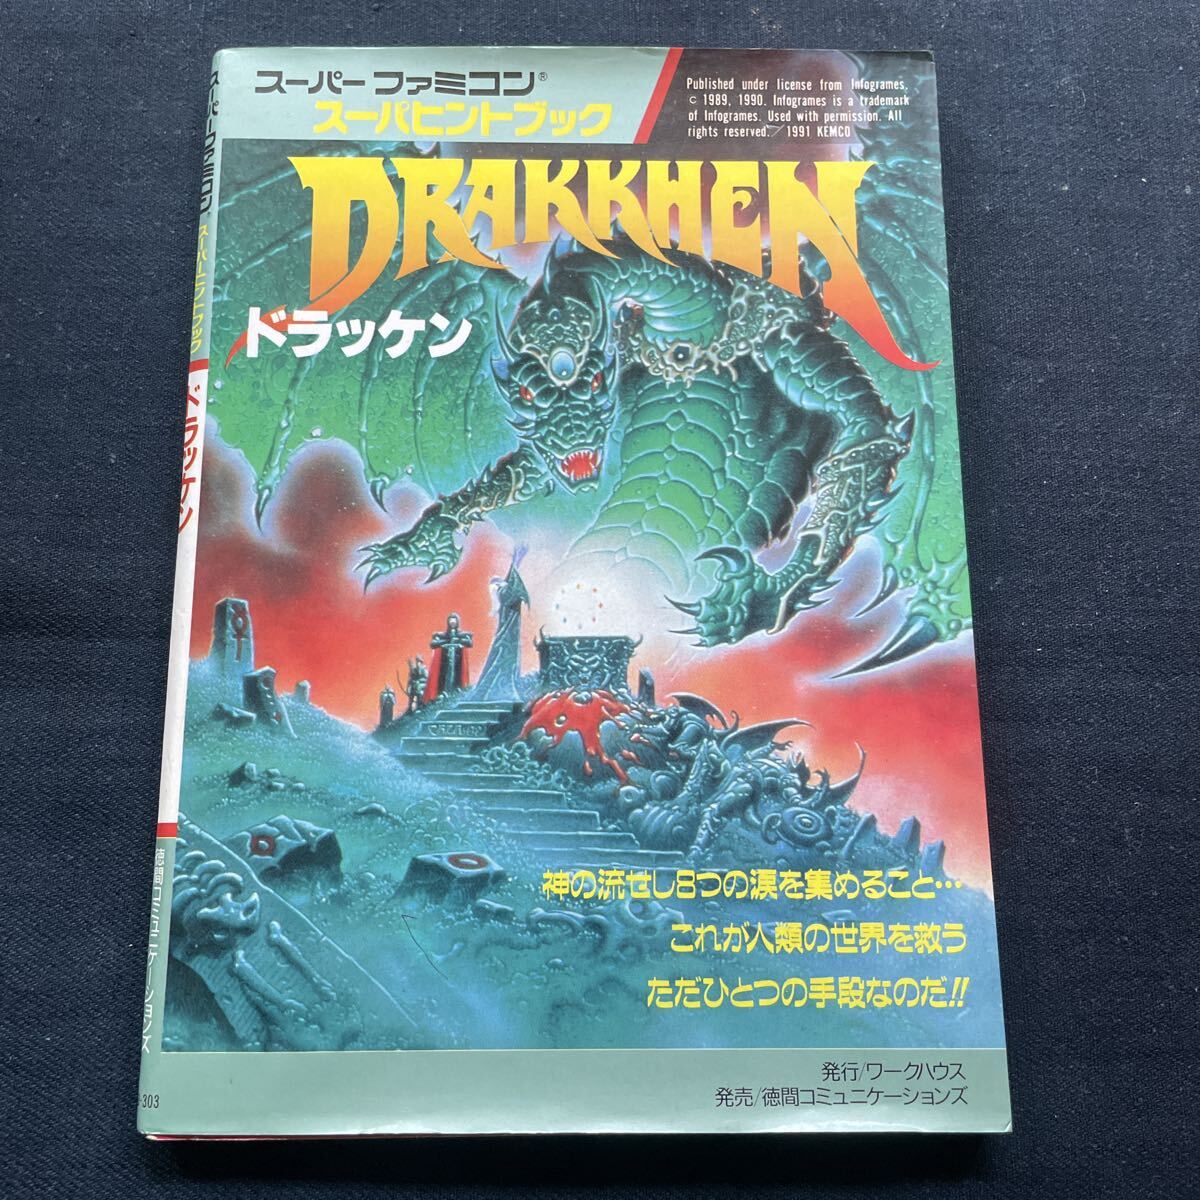 スーパーファミコン®
スーパヒントブック
Published under license from Infogrames.
© 1989, 1990. Infogrames is a trademark
of Infogrames. Used with permission. All
rights reserved. / 1991 KEMCO
DRAKKHEN
ドラッケン
神の流せし8つの涙を集めること…
これが人類の世界を救う
ただひとつの手段なのだ!!
発行/ワークハウス
発売/徳間コミュニケーションズ
スーパーファミコン スーパーヒントブック
ドラッケン
徳間コミュニケーションズ
-303